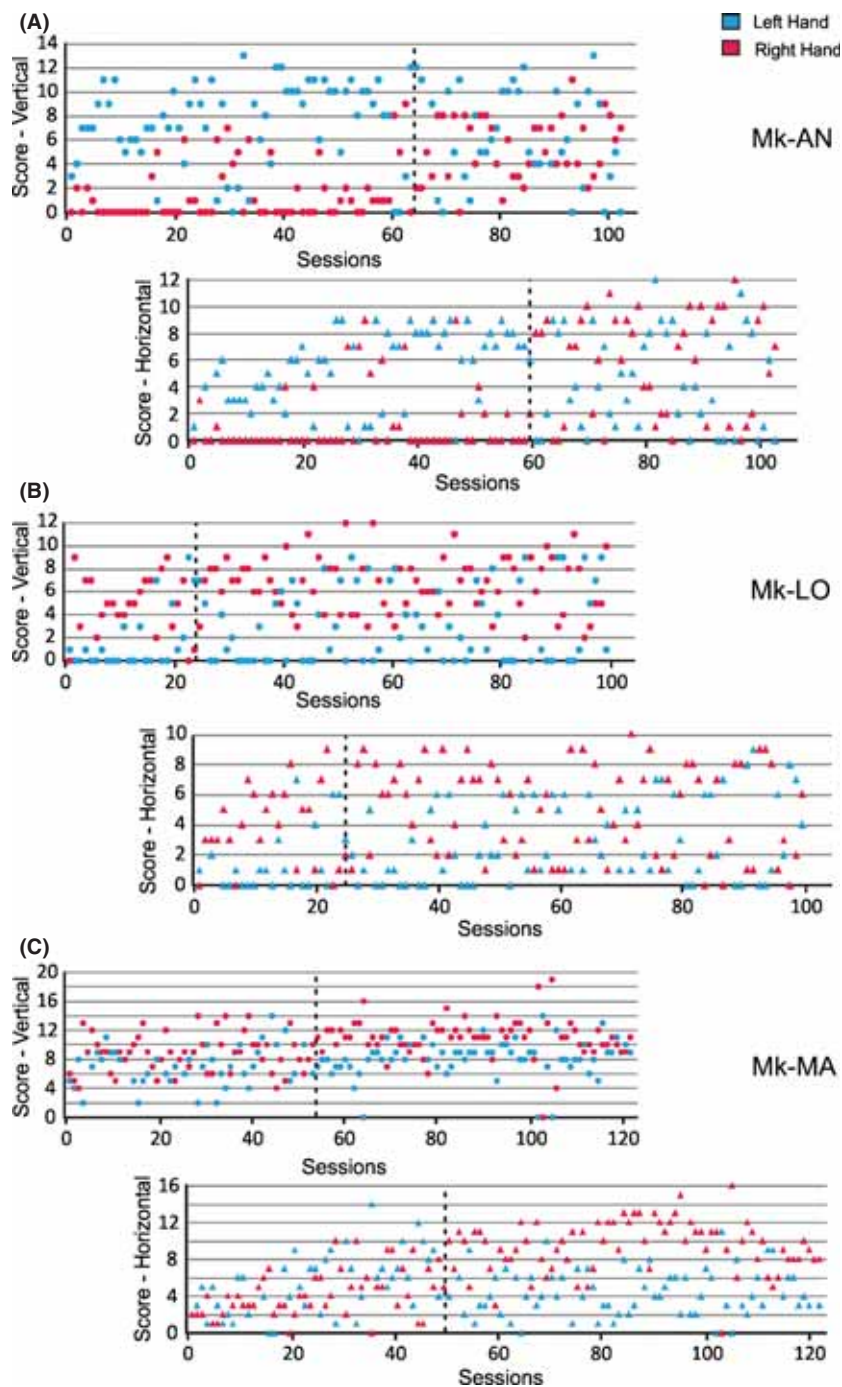 (A)
Left Hand
Right Hand
14
12
10
8
6
4
2
0
Score - Vertical
0 20 40 60 80 100
Sessions
Mk-AN
12
10
8
6
4
2
0
Score - Horizontal
0 20 40 60 80 100
Sessions
(B)
12
10
8
6
4
2
0
Score - Vertical
0 20 40 60 80 100
Sessions
Mk-LO
10
8
6
4
2
0
Score - Horizontal
0 20 40 60 80 100
Sessions
(C)
20
16
12
8
4
0
Score - Vertical
0 20 40 60 80 100 120
Sessions
Mk-MA
16
12
8
4
0
Score - Horizontal
0 20 40 60 80 100 120
Sessions